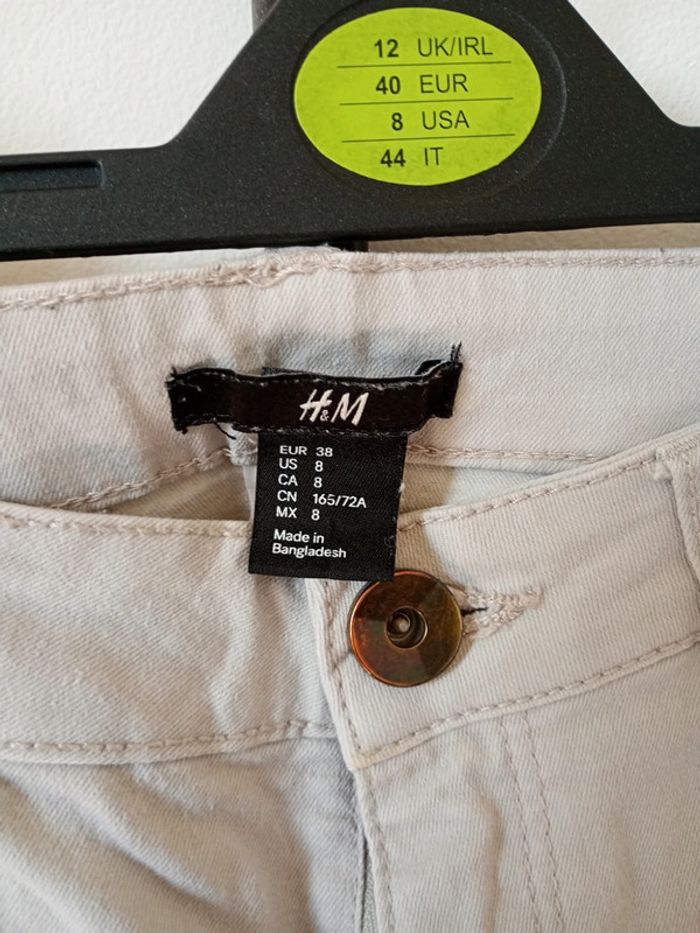 12 UK/IRL
40 EUR
8 USA
44 IT
H&M
EUR 38
US 8
CA 8
CN 165/72A
MX 8
Made in
Bangladesh